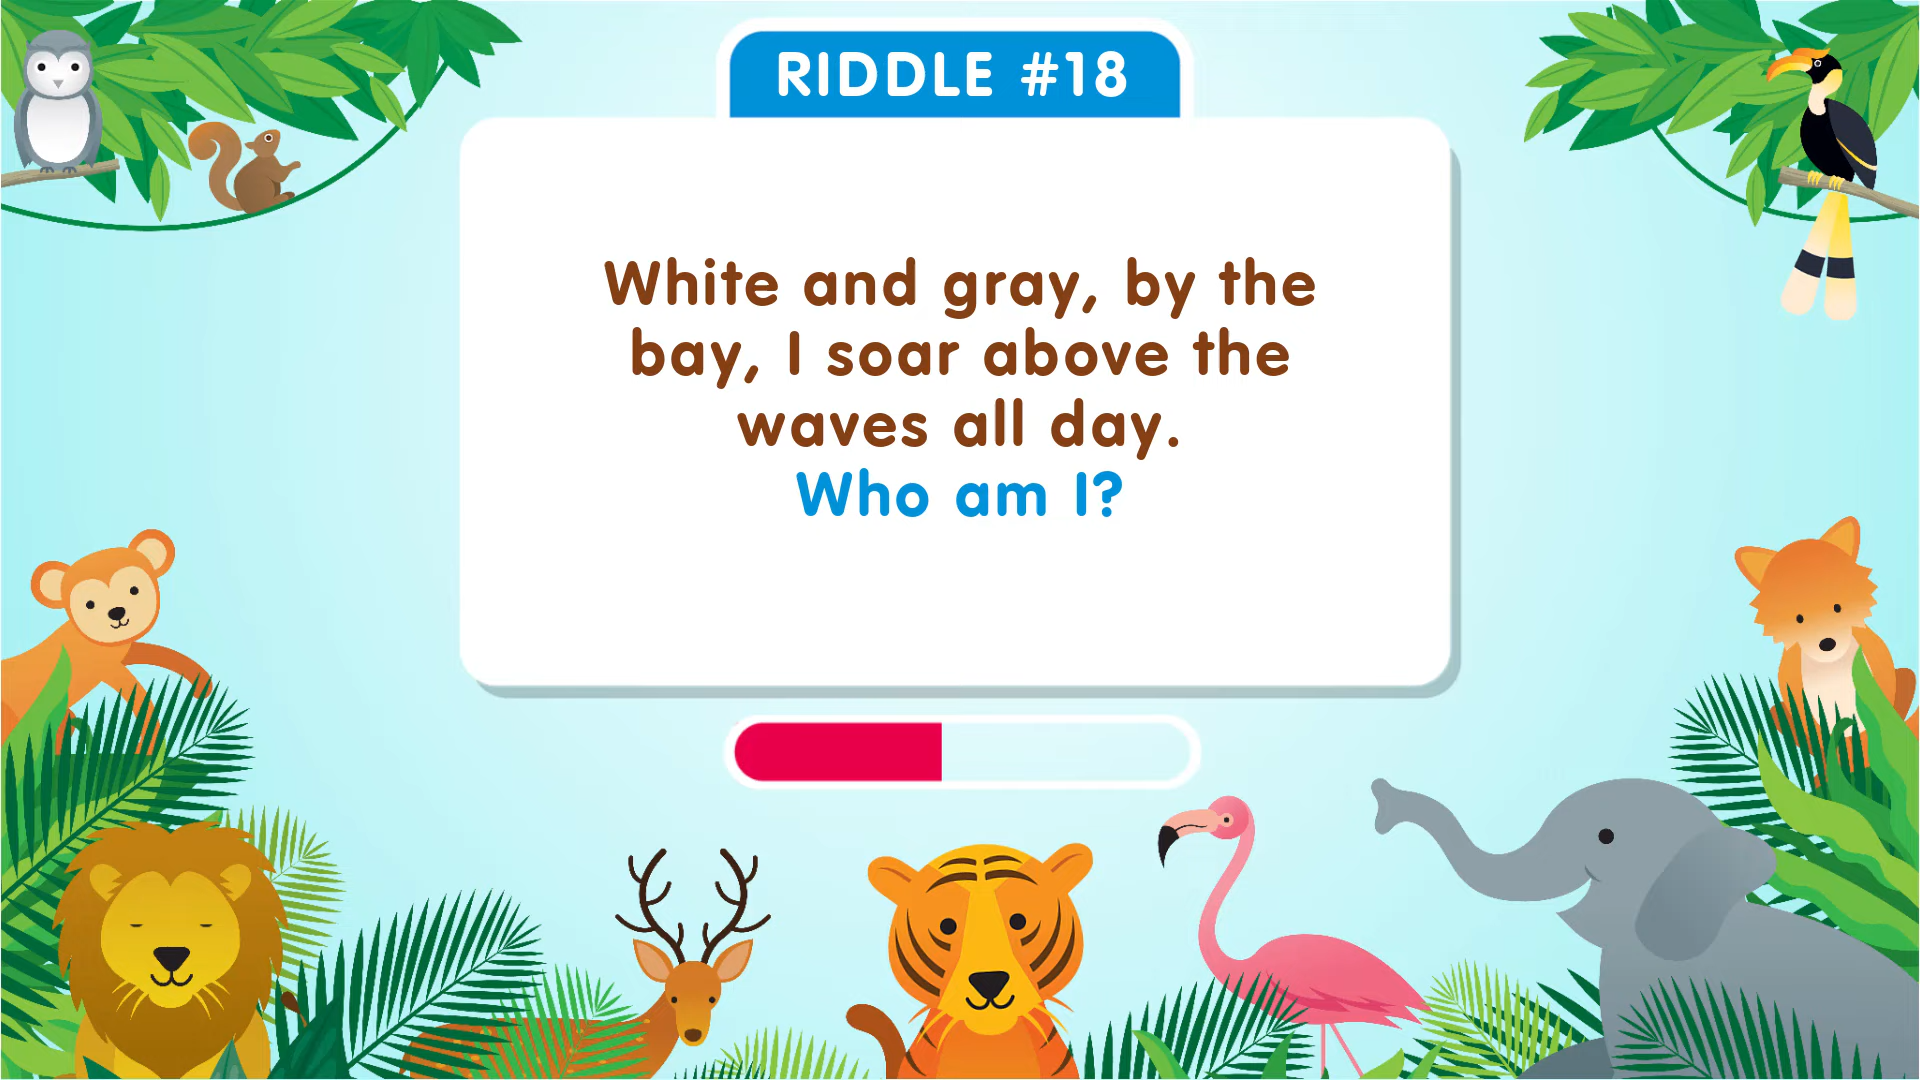 RIDDLE #18
White and gray, by the
bay, I soar above the
waves all day.
Who am I?